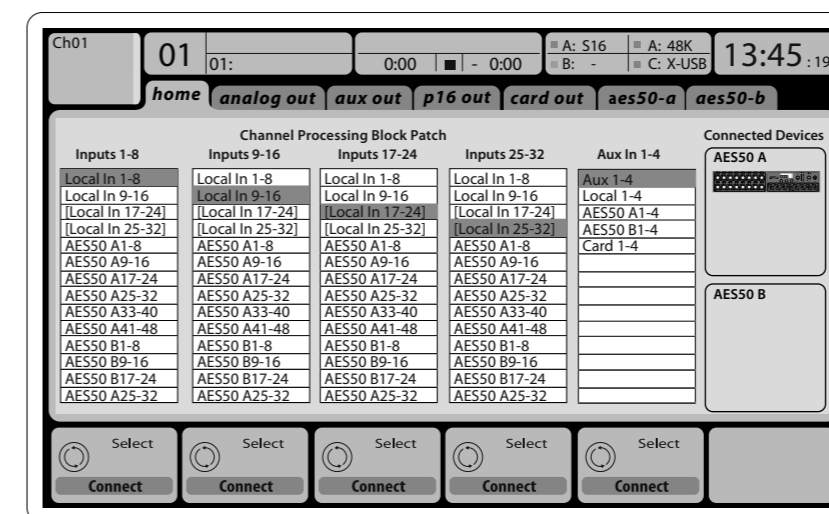 Ch01
01
01:
0:00 - 0:00
A: S16 A: 48K
B: - C: X-USB
13:45 : 19
home analog out aux out p16 out card out aes50-a aes50-b
Channel Processing Block Patch
Connected Devices
Inputs 1-8 Inputs 9-16 Inputs 17-24 Inputs 25-32 Aux In 1-4
AES50 A
Local In 1-8 Local In 1-8 Local In 1-8 Local In 1-8 Aux 1-4
Local In 9-16 Local In 9-16 Local In 9-16 Local In 9-16 Local 1-4
[Local In 17-24] [Local In 17-24] [Local In 17-24] [Local In 17-24] AES50 A1-4
[Local In 25-32] [Local In 25-32] [Local In 25-32] [Local In 25-32] AES50 B1-4
AES50 A1-8 AES50 A1-8 AES50 A1-8 AES50 A1-8 Card 1-4
AES50 A9-16 AES50 A9-16 AES50 A9-16 AES50 A9-16
AES50 A17-24 AES50 A17-24 AES50 A17-24 AES50 A17-24
AES50 A25-32 AES50 A25-32 AES50 A25-32 AES50 A25-32
AES50 B
AES50 A33-40 AES50 A33-40 AES50 A33-40 AES50 A33-40
AES50 A41-48 AES50 A41-48 AES50 A41-48 AES50 A41-48
AES50 B1-8 AES50 B1-8 AES50 B1-8 AES50 B1-8
AES50 B9-16 AES50 B9-16 AES50 B9-16 AES50 B9-16
AES50 B17-24 AES50 B17-24 AES50 B17-24 AES50 B17-24
AES50 A25-32 AES50 A25-32 AES50 A25-32 AES50 A25-32
Select Select Select Select Select
Connect Connect Connect Connect Connect